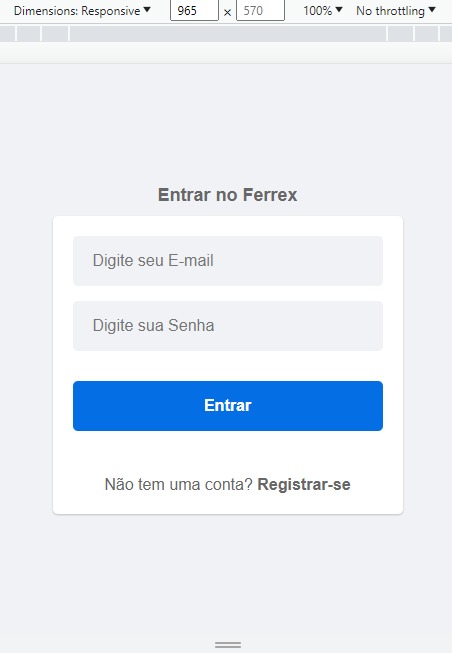 Dimensions: Responsive ▼ 965 × 570 100% ▼ No throttling ▼
Entrar no Ferrex
Digite seu E-mail
Digite sua Senha
Entrar
Não tem uma conta? Registrar-se